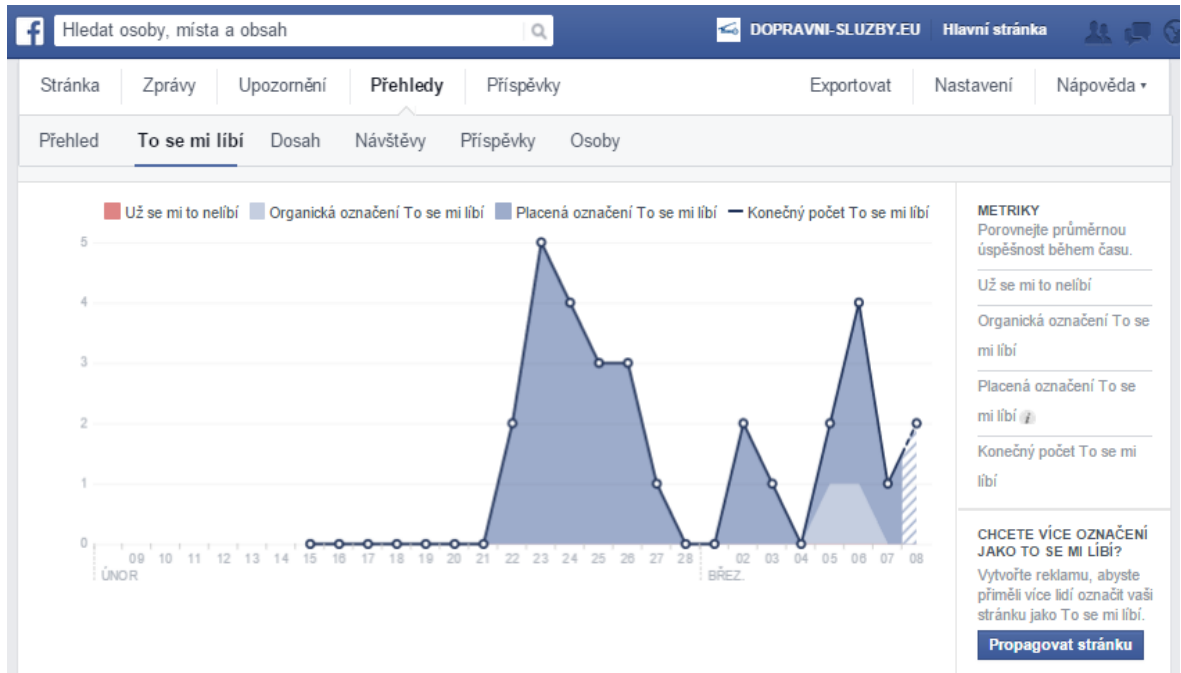 Hledat osoby, místa a obsah
DOPRAVNI-SLUZBY.EU Hlavní stránka
Stránka Zprávy Upozornění Přehledy Příspěvky Exportovat Nastavení Nápověda
Přehled To se mi líbí Dosah Návštěvy Příspěvky Osoby
Už se mi to nelíbí Organická označení To se mi líbí Placená označení To se mi líbí Konečný počet To se mi líbí
5
4
3
2
1
0
09 10 11 12 13 14 15 16 17 18 19 20 21 22 23 24 25 26 27 28 02 03 04 05 06 07 08
ÚNOR BŘEZ.
METRIKY
Porovnejte průměrnou
úspěšnost během času.
Už se mi to nelíbí
Organická označení To se
mi líbí
Placená označení To se
mi líbí i
Konečný počet To se mi
líbí
CHCETE VÍCE OZNAČENÍ
JAKO TO SE MI LÍBÍ?
Vytvořte reklamu, abyste
přiměli více lidí označit vaši
stránku jako To se mi líbí.
Propagovat stránku